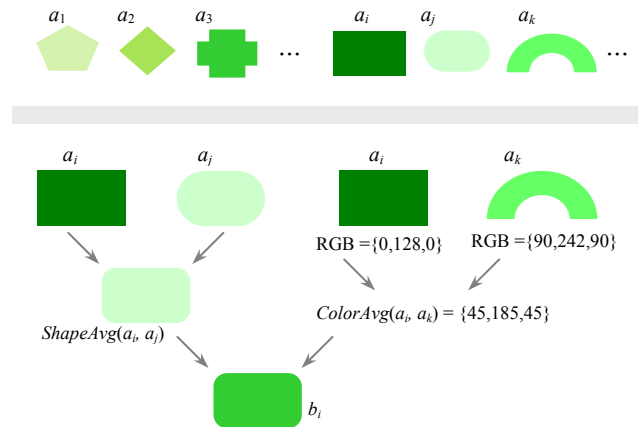 a1 a2 a3 ... ai aj ak ...
ai aj ai ak
RGB ={0,128,0} RGB ={90,242,90}
ShapeAvg(ai, aj) ColorAvg(ai, ak) = {45,185,45}
bi